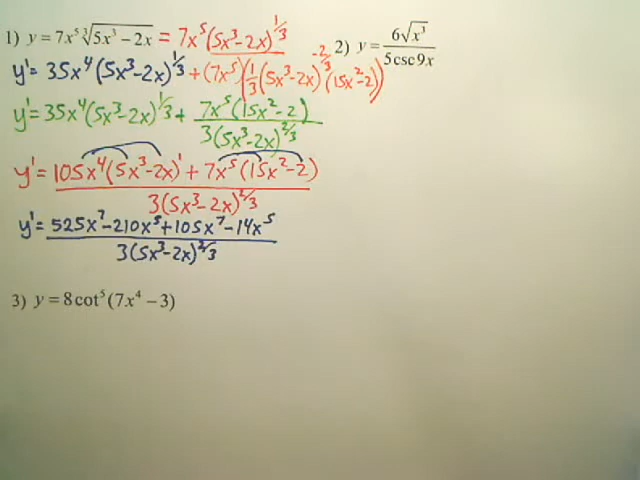 1) y = 7x⁵ ∛(5x³ − 2x) = 7x⁵(5x³−2x)^(1/3)
2) y = 6√(x³) / (5 csc 9x)
y' = 35x⁴(5x³−2x)^(1/3) + (7x⁵)(1/3(5x³−2x)^(-2/3)(15x²−2))
y' = 35x⁴(5x³−2x)^(1/3) + 7x⁵(15x²−2) / 3(5x³−2x)^(2/3)
y' = 105x⁴(5x³−2x)¹ + 7x⁵(15x²−2) / 3(5x³−2x)^(2/3)
y' = 525x⁷−210x⁵+105x⁷−14x⁵ / 3(5x³−2x)^(2/3)
3) y = 8cot⁵(7x⁴ − 3)